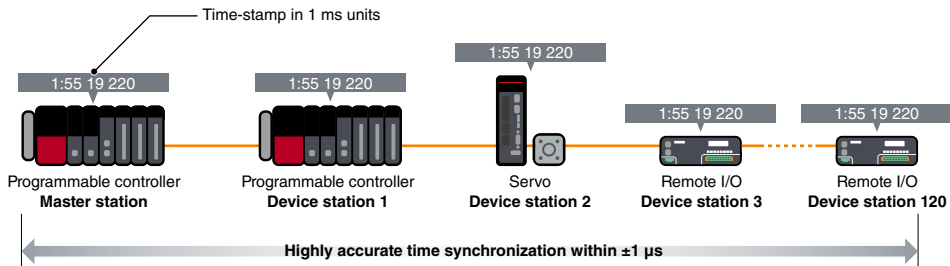 Time-stamp in 1 ms units
1:55 19 220
1:55 19 220
1:55 19 220
1:55 19 220
1:55 19 220
Programmable controller
Master station
Programmable controller
Device station 1
Servo
Device station 2
Remote I/O
Device station 3
Remote I/O
Device station 120
Highly accurate time synchronization within ±1 µs